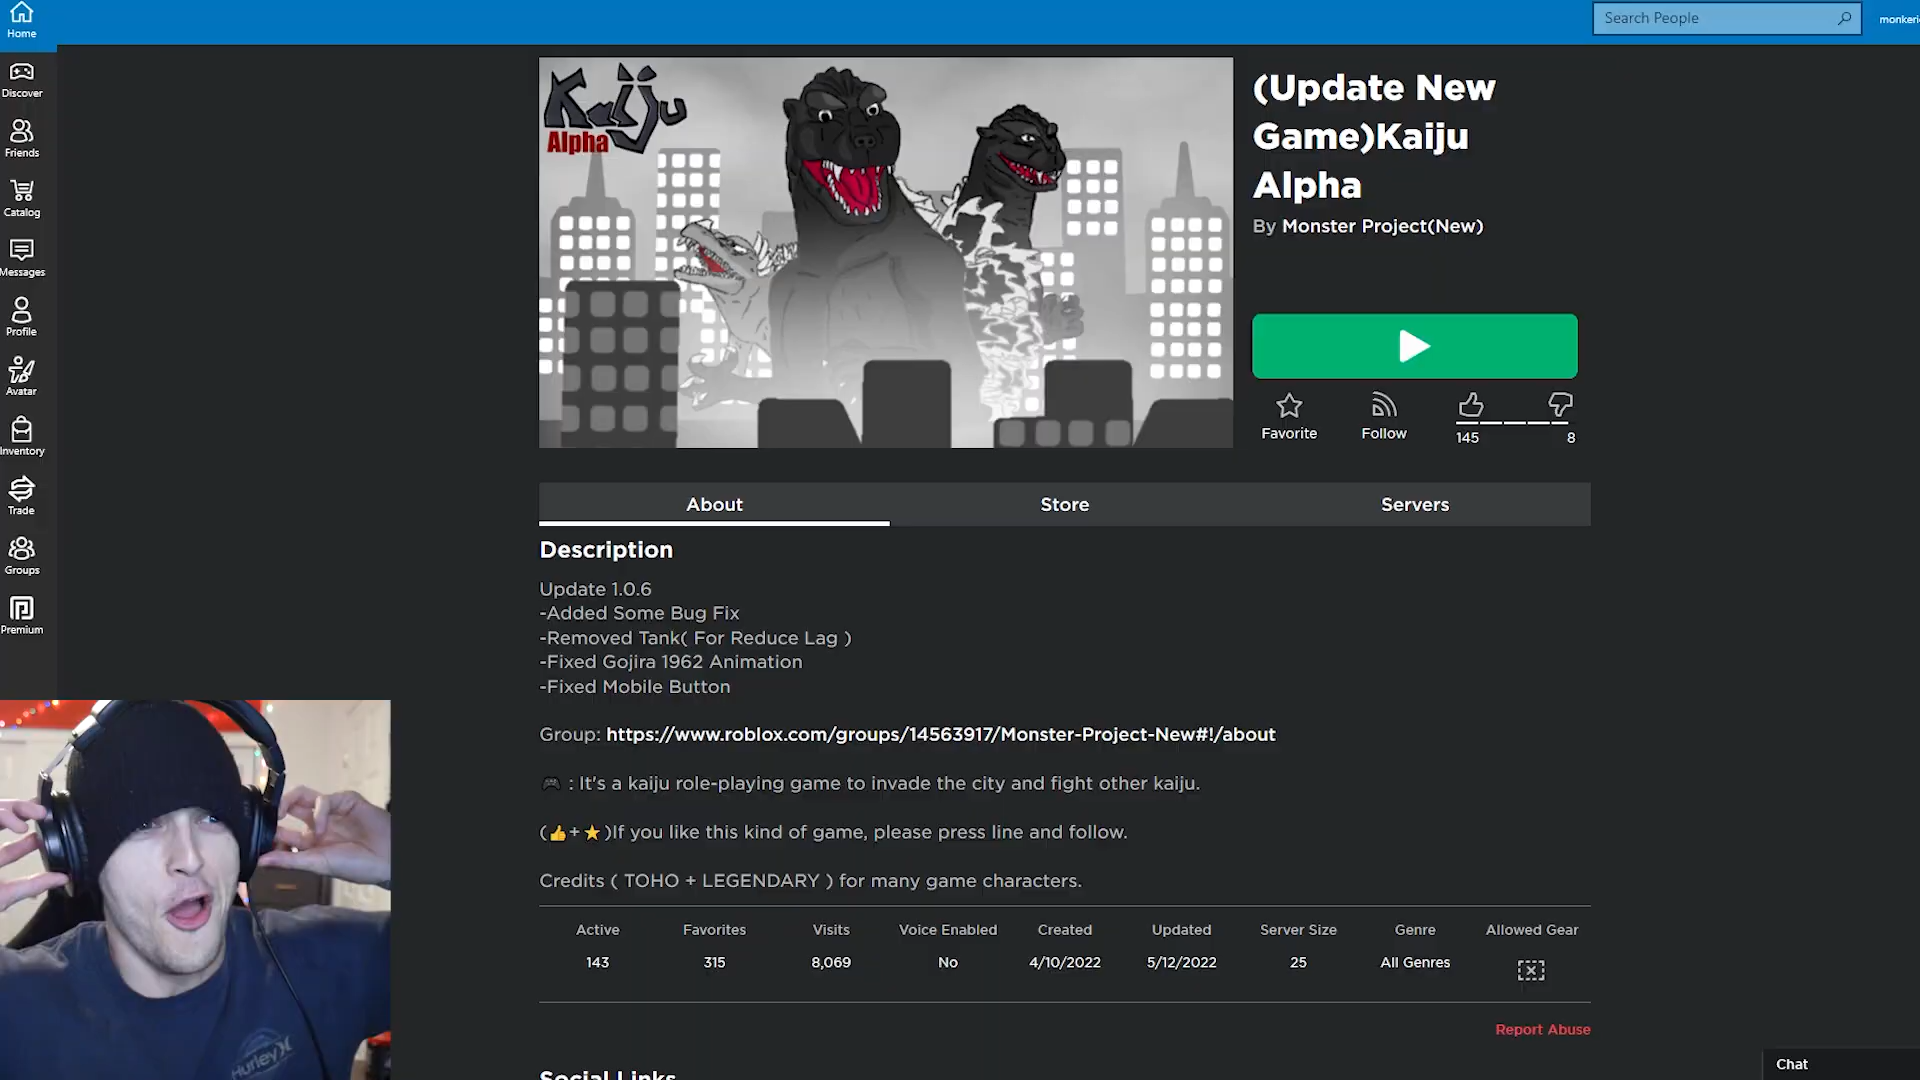 Home
Search People
monkeri
Discover
Friends
Catalog
Messages
Profile
Avatar
Inventory
Trade
Groups
Premium
Kaiju
Alpha
(Update New
Game)Kaiju
Alpha
By Monster Project(New)
Favorite
Follow
145
8
About
Store
Servers
Description
Update 1.0.6
-Added Some Bug Fix
-Removed Tank( For Reduce Lag )
-Fixed Gojira 1962 Animation
-Fixed Mobile Button
Group: https://www.roblox.com/groups/14563917/Monster-Project-New#!/about
🎮 : It's a kaiju role-playing game to invade the city and fight other kaiju.
(👍+⭐)If you like this kind of game, please press line and follow.
Credits ( TOHO + LEGENDARY ) for many game characters.
Active Favorites Visits Voice Enabled Created Updated Server Size Genre Allowed Gear
143 315 8,069 No 4/10/2022 5/12/2022 25 All Genres
Report Abuse
Social Links
Chat
Hurley